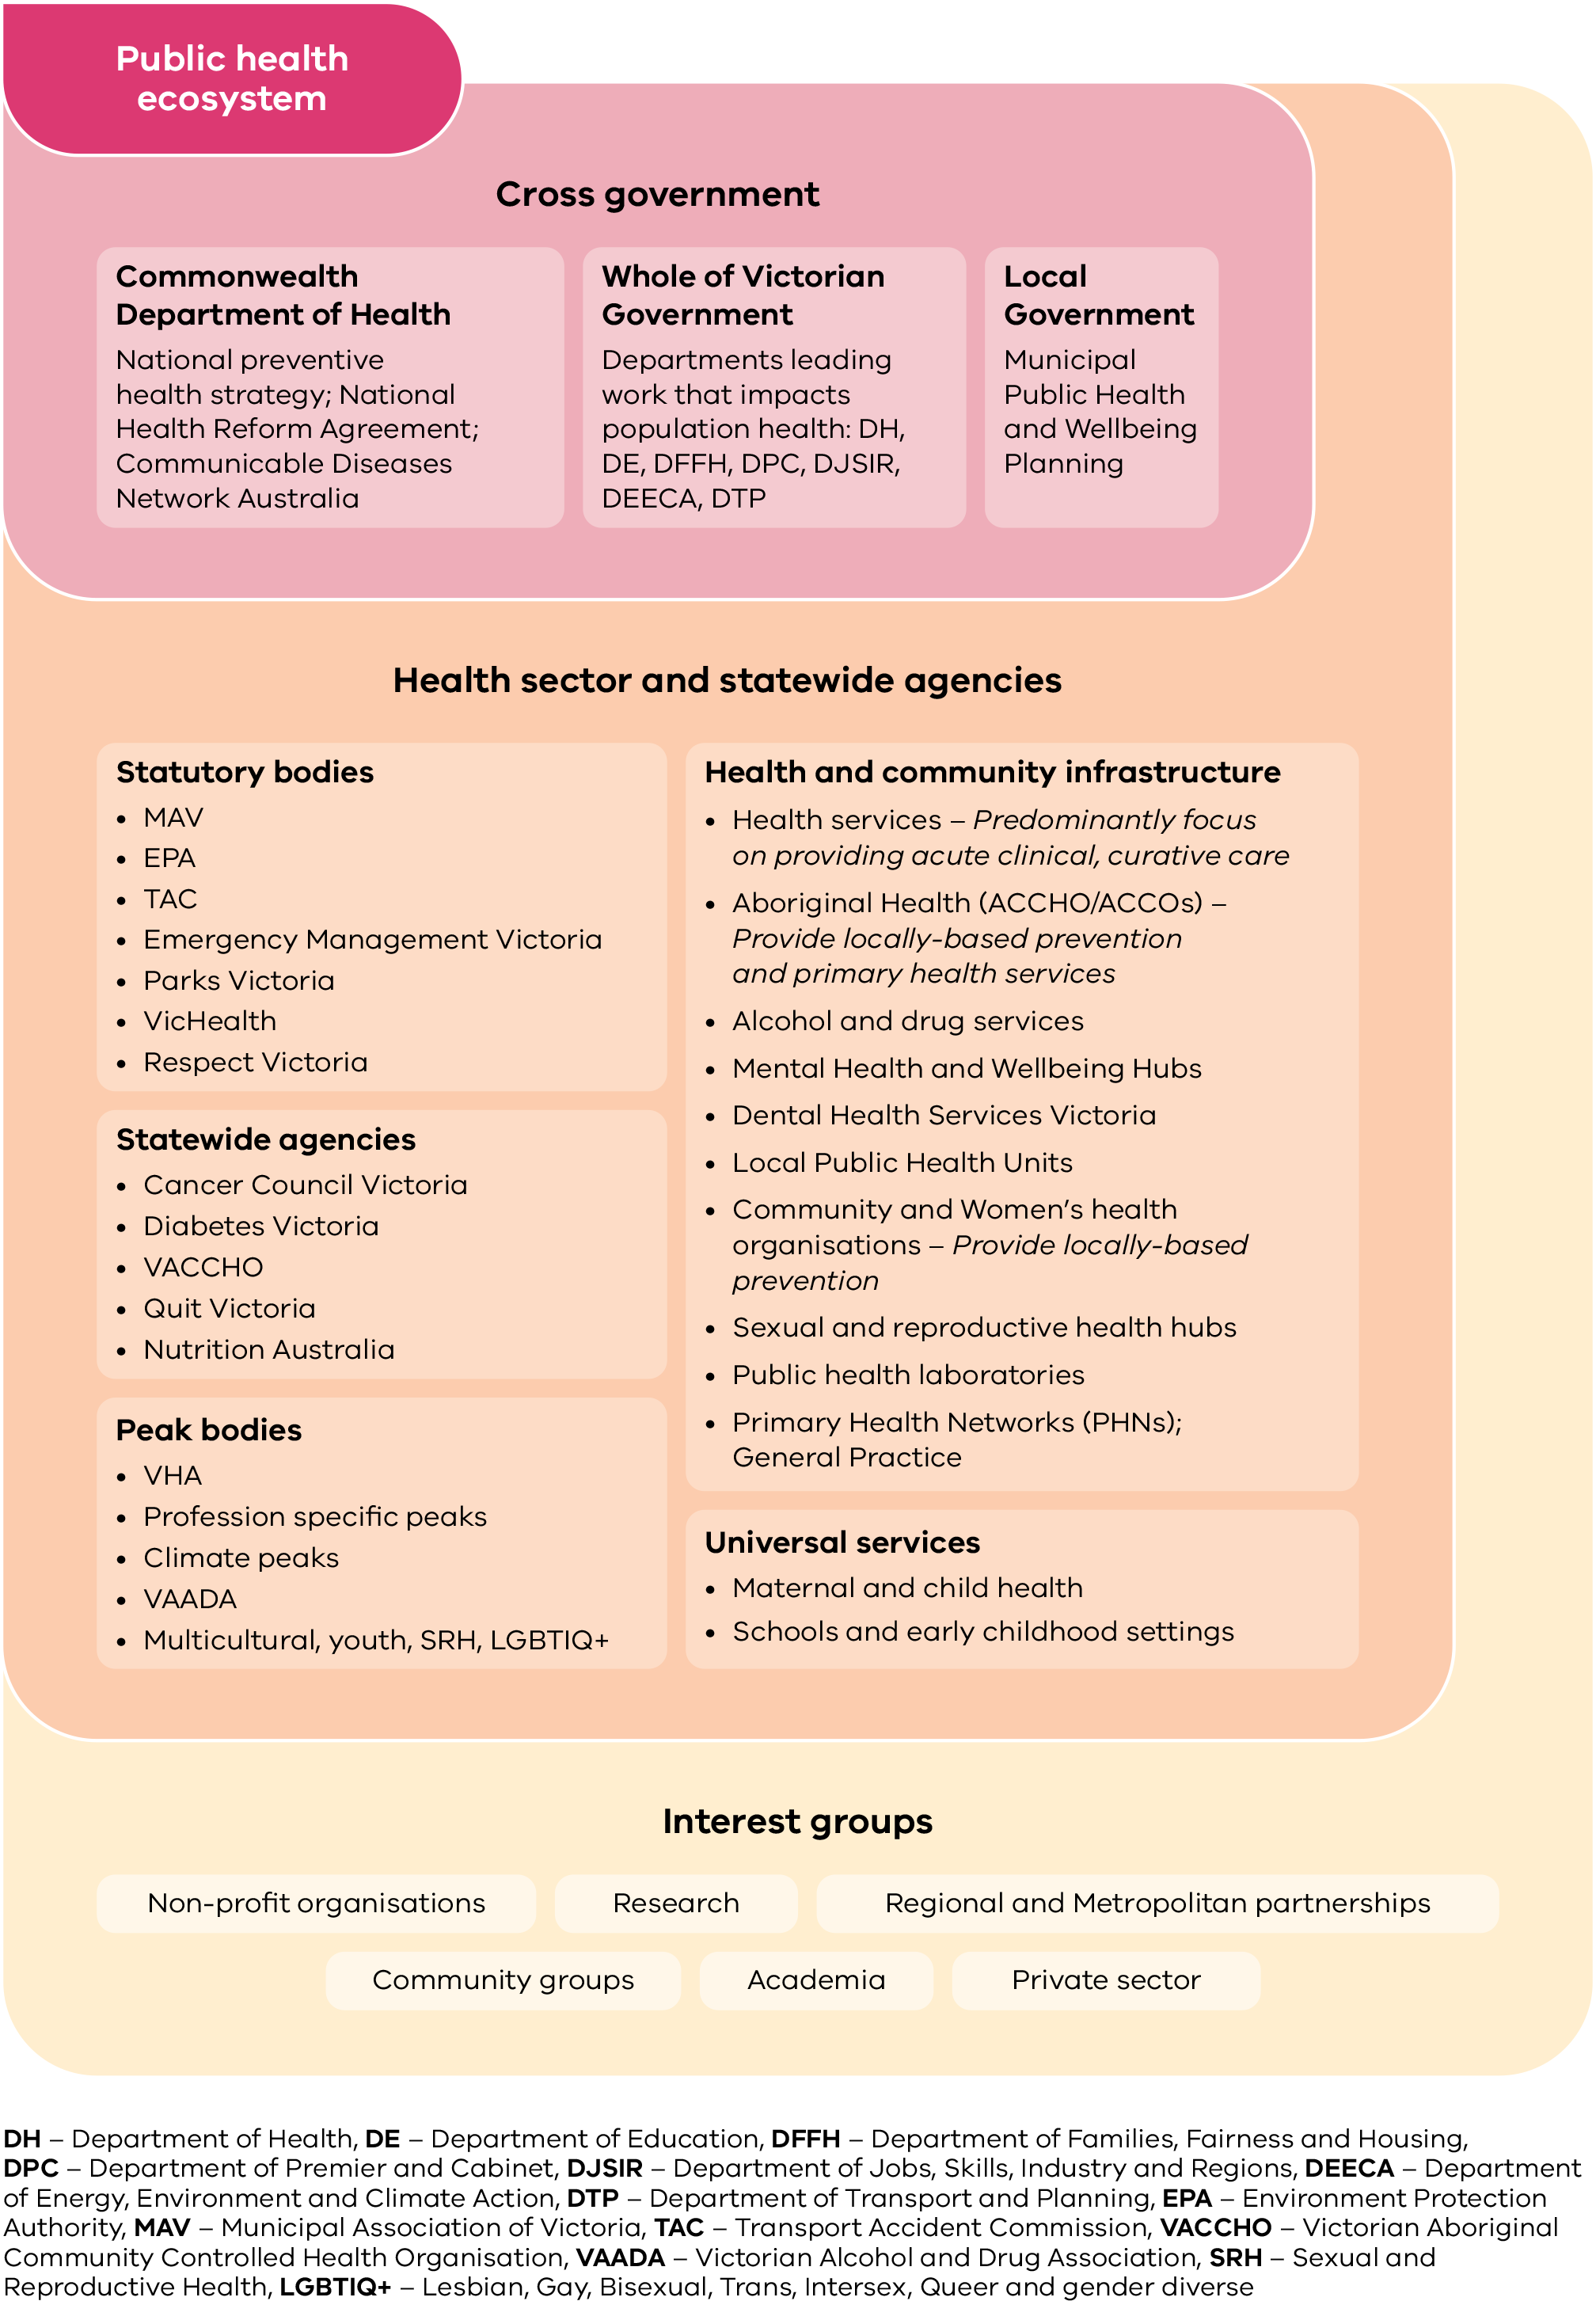 Public health
ecosystem
Cross government
Commonwealth
Department of Health
National preventive
health strategy; National
Health Reform Agreement;
Communicable Diseases
Network Australia
Whole of Victorian
Government
Departments leading
work that impacts
population health: DH,
DE, DFFH, DPC, DJSIR,
DEECA, DTP
Local
Government
Municipal
Public Health
and Wellbeing
Planning
Health sector and statewide agencies
Statutory bodies
• MAV
• EPA
• TAC
• Emergency Management Victoria
• Parks Victoria
• VicHealth
• Respect Victoria
Statewide agencies
• Cancer Council Victoria
• Diabetes Victoria
• VACCHO
• Quit Victoria
• Nutrition Australia
Peak bodies
• VHA
• Profession specific peaks
• Climate peaks
• VAADA
• Multicultural, youth, SRH, LGBTIQ+
Health and community infrastructure
• Health services – Predominantly focus
on providing acute clinical, curative care
• Aboriginal Health (ACCHO/ACCOs) –
Provide locally-based prevention
and primary health services
• Alcohol and drug services
• Mental Health and Wellbeing Hubs
• Dental Health Services Victoria
• Local Public Health Units
• Community and Women’s health
organisations – Provide locally-based
prevention
• Sexual and reproductive health hubs
• Public health laboratories
• Primary Health Networks (PHNs);
General Practice
Universal services
• Maternal and child health
• Schools and early childhood settings
Interest groups
Non-profit organisations
Research
Regional and Metropolitan partnerships
Community groups
Academia
Private sector
DH – Department of Health, DE – Department of Education, DFFH – Department of Families, Fairness and Housing,
DPC – Department of Premier and Cabinet, DJSIR – Department of Jobs, Skills, Industry and Regions, DEECA – Department
of Energy, Environment and Climate Action, DTP – Department of Transport and Planning, EPA – Environment Protection
Authority, MAV – Municipal Association of Victoria, TAC – Transport Accident Commission, VACCHO – Victorian Aboriginal
Community Controlled Health Organisation, VAADA – Victorian Alcohol and Drug Association, SRH – Sexual and
Reproductive Health, LGBTIQ+ – Lesbian, Gay, Bisexual, Trans, Intersex, Queer and gender diverse